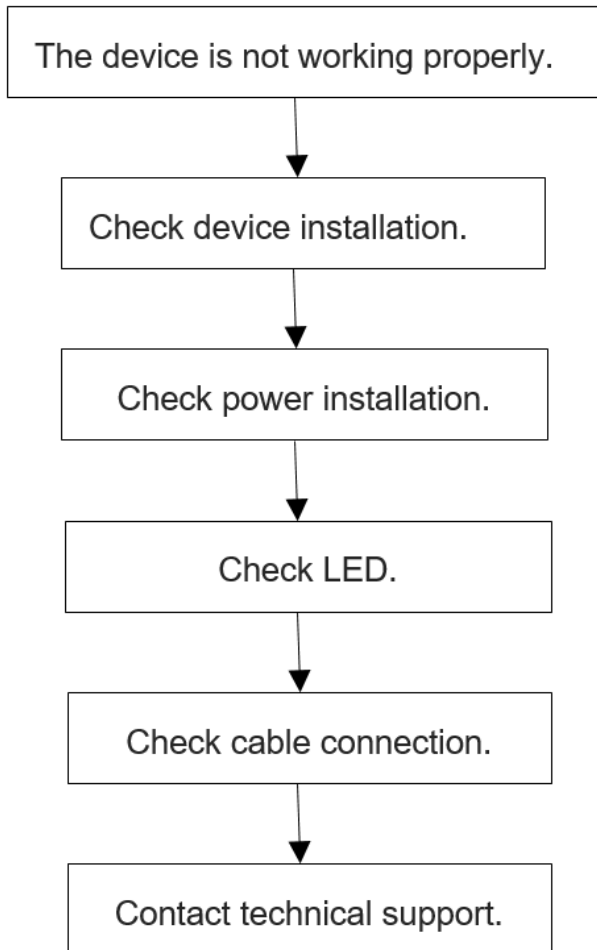 The device is not working properly.
Check device installation.
Check power installation.
Check LED.
Check cable connection.
Contact technical support.